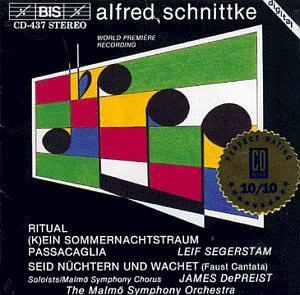 BIS
CD-437 STEREO
alfred schnittke
DIGITAL
WORLD PREMIÈRE
RECORDING
PERFECT RATING
CD
10/10
RITUAL
(K)EIN SOMMERNACHTSTRAUM
PASSACAGLIA LEIF SEGERSTAM
SEID NÜCHTERN UND WACHET (Faust Cantata)
Soloists/Malmö Symphony Chorus JAMES DePREIST
The Malmö Symphony Orchestra